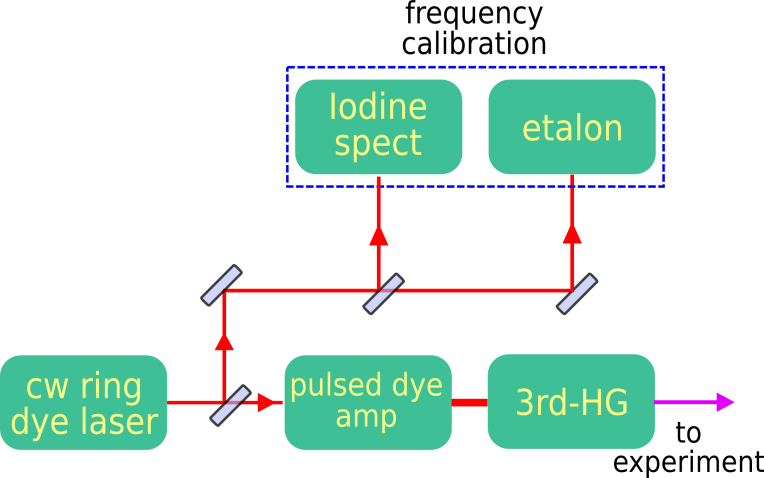 frequency
calibration
Iodine
spect
etalon
cw ring
dye laser
pulsed dye
amp
3rd-HG
to
experiment